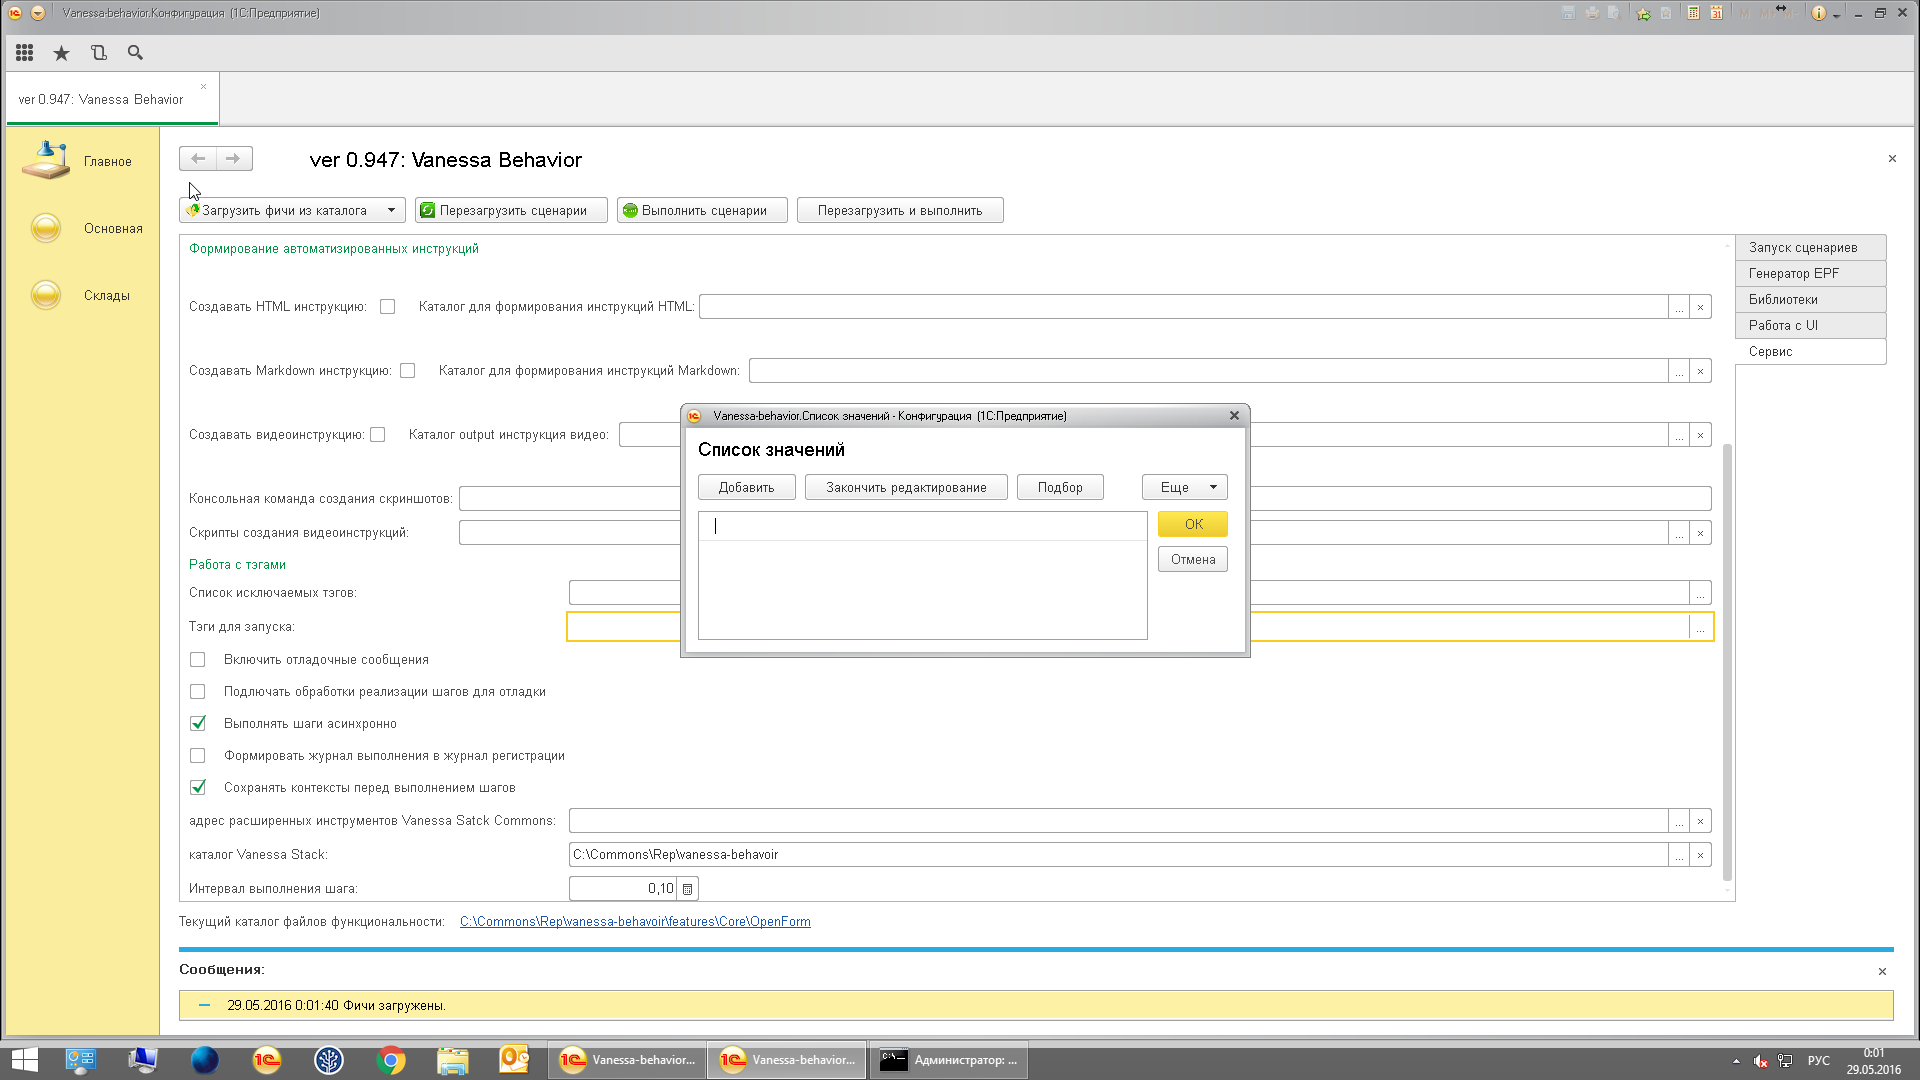 Vanessa-behavior.Конфигурация (1С:Предприятие)
ver 0.947: Vanessa Behavior
Главное
Основная
Склады
ver 0.947: Vanessa Behavior
Загрузить фичи из каталога
Перезагрузить сценарии
Выполнить сценарии
Перезагрузить и выполнить
Запуск сценариев
Генератор EPF
Библиотеки
Работа с UI
Сервис
Формирование автоматизированных инструкций
Создавать HTML инструкцию: Каталог для формирования инструкций HTML:
Создавать Markdown инструкцию: Каталог для формирования инструкций Markdown:
Создавать видеоинструкцию: Каталог output инструкция видео:
Консольная команда создания скриншотов:
Скрипты создания видеоинструкций:
Работа с тэгами
Список исключаемых тэгов:
Тэги для запуска:
Включить отладочные сообщения
Подлючать обработки реализации шагов для отладки
Выполнять шаги асинхронно
Формировать журнал выполнения в журнал регистрации
Сохранять контексты перед выполнением шагов
адрес расширенных инструментов Vanessa Satck Commons:
каталог Vanessa Stack: C:\Commons\Rep\vanessa-behavoir
Интервал выполнения шага: 0,10
Текущий каталог файлов функциональности: C:\Commons\Rep\vanessa-behavoir\features\Core\OpenForm
Vanessa-behavior.Список значений - Конфигурация (1С:Предприятие)
Список значений
Добавить
Закончить редактирование
Подбор
Еще
ОК
Отмена
Сообщения:
29.05.2016 0:01:40 Фичи загружены.
Vanessa-behavior...
Vanessa-behavior...
Администратор: ...
РУС
0:01
29.05.2016